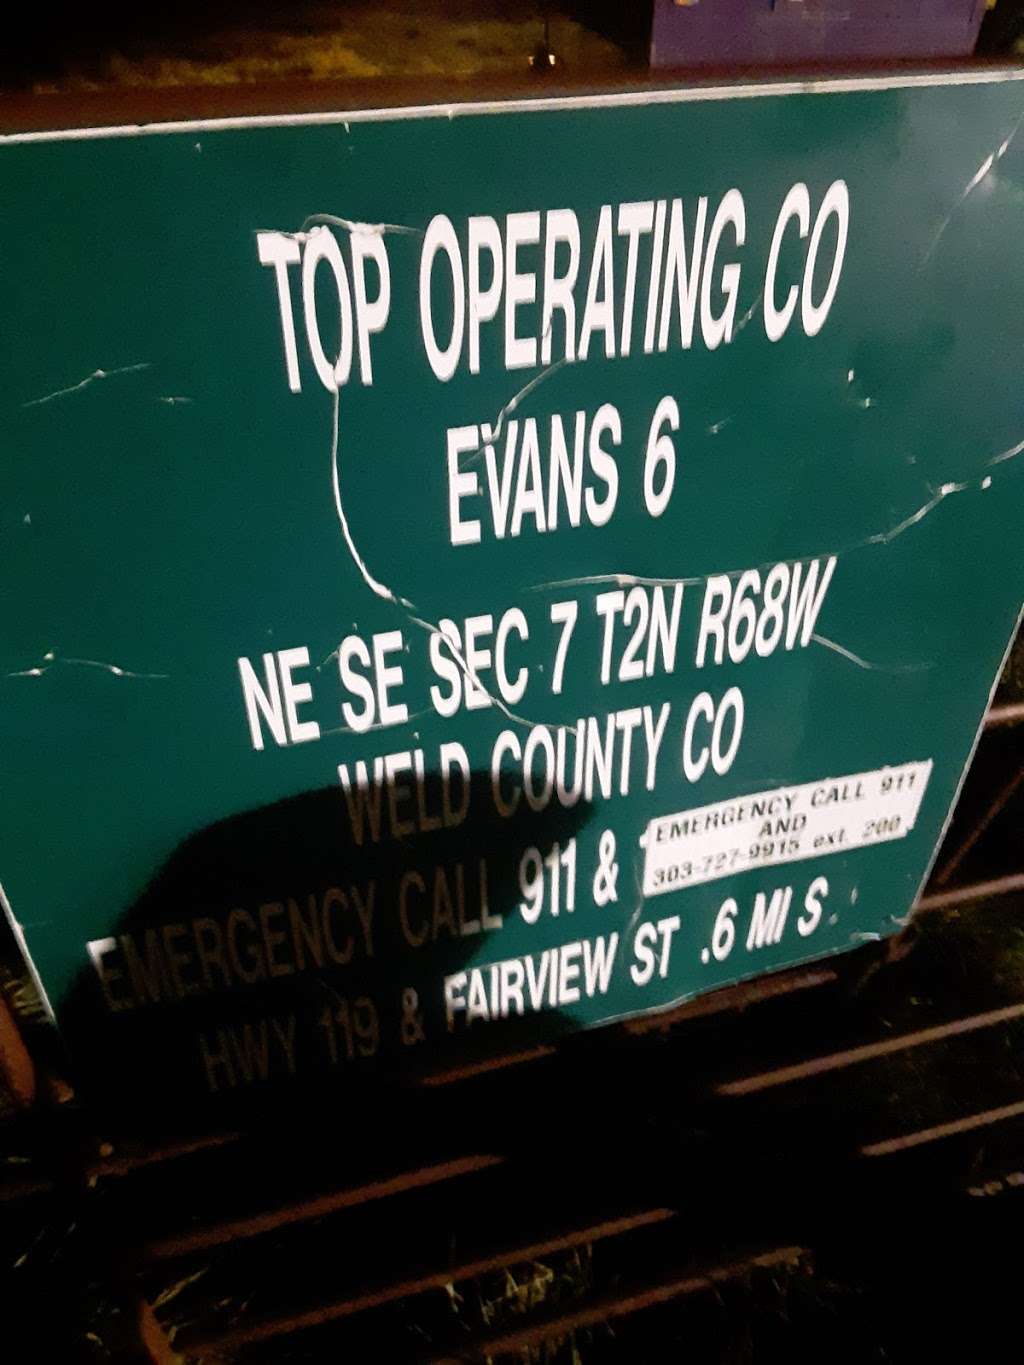 TOP OPERATING CO
EVANS 6
NE SE SEC 7 T2N R68W
WELD COUNTY CO
EMERGENCY CALL 911 &
EMERGENCY CALL 911
AND
303-727-9915 ext. 200
HWY 119 & FAIRVIEW ST .6 MI S